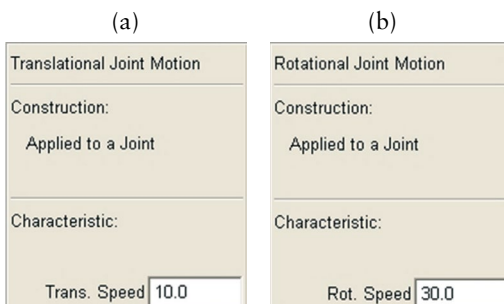 (a)
Translational Joint Motion
Construction:
Applied to a Joint
Characteristic:
Trans. Speed 10.0
(b)
Rotational Joint Motion
Construction:
Applied to a Joint
Characteristic:
Rot. Speed 30.0